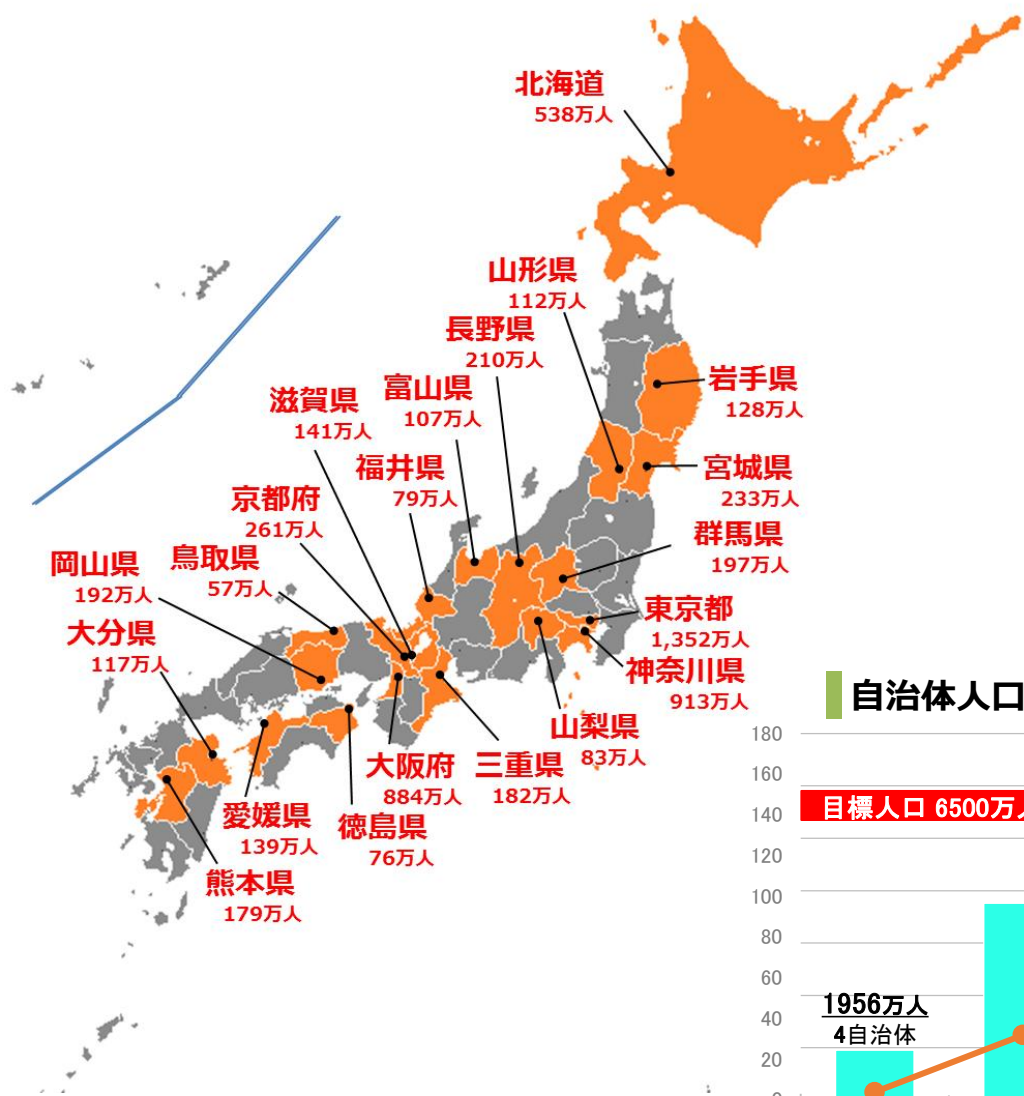 北海道
538万人
山形県
112万人
長野県
210万人
岩手県
128万人
富山県
107万人
滋賀県
141万人
福井県
79万人
宮城県
233万人
京都府
261万人
群馬県
197万人
鳥取県
57万人
岡山県
192万人
東京都
1,352万人
大分県
117万人
神奈川県
913万人
山梨県
83万人
大阪府
884万人
三重県
182万人
愛媛県
139万人
徳島県
76万人
熊本県
179万人
自治体人口
180
160
目標人口 6500万人
140
120
100
80
60
1956万人
4自治体
40
20
0